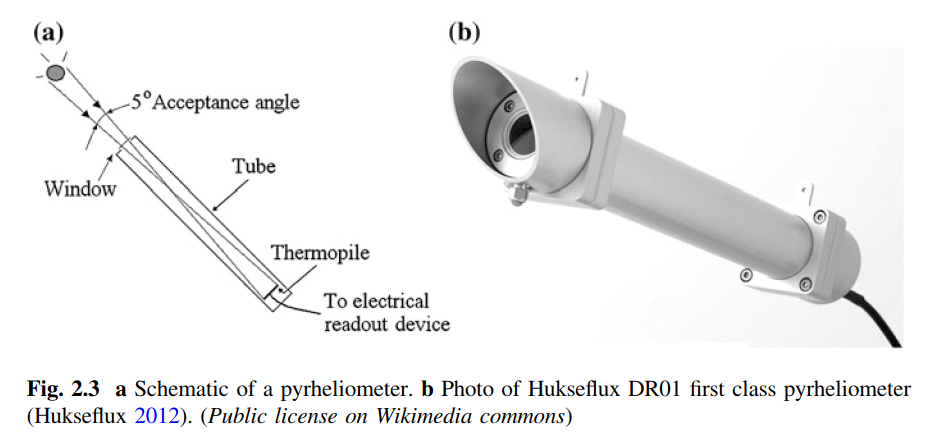 (a)
(b)
5°Acceptance angle
Tube
Window
Thermopile
To electrical
readout device
Fig. 2.3 a Schematic of a pyrheliometer. b Photo of Hukseflux DR01 first class pyrheliometer
(Hukseflux 2012). (Public license on Wikimedia commons)